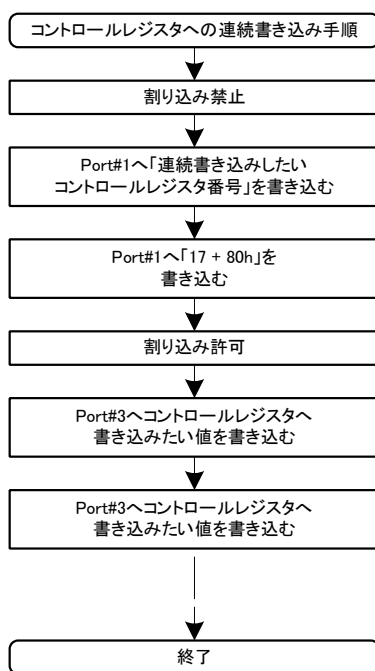 コントロールレジスタへの連続書き込み手順
割り込み禁止
Port#1へ「連続書き込みしたい
コントロールレジスタ番号」を書き込む
Port#1へ「17 + 80h」を
書き込む
割り込み許可
Port#3へコントロールレジスタへ
書き込みたい値を書き込む
Port#3へコントロールレジスタへ
書き込みたい値を書き込む
終了